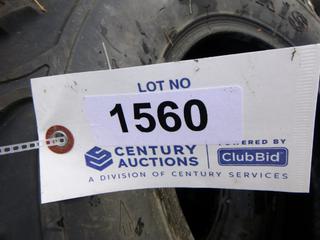 LOT NO
1560
CENTURY AUCTIONS
POWERED BY
ClubBid
A DIVISION OF CENTURY SERVICES